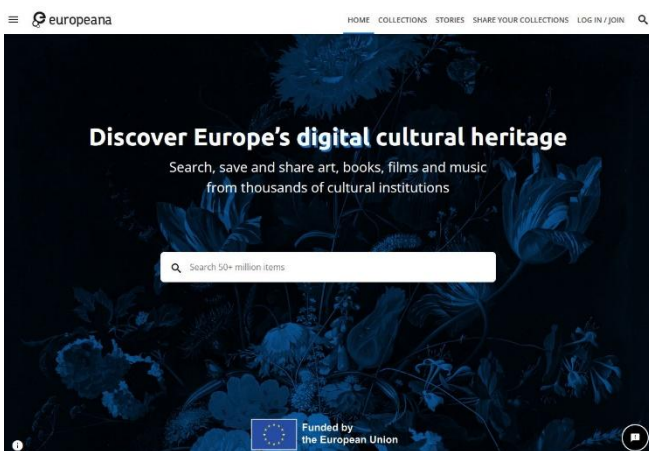 europeana
HOME COLLECTIONS STORIES SHARE YOUR COLLECTIONS LOG IN / JOIN
Discover Europe's digital cultural heritage
Search, save and share art, books, films and music
from thousands of cultural institutions
Search 50+ million items
Funded by
the European Union